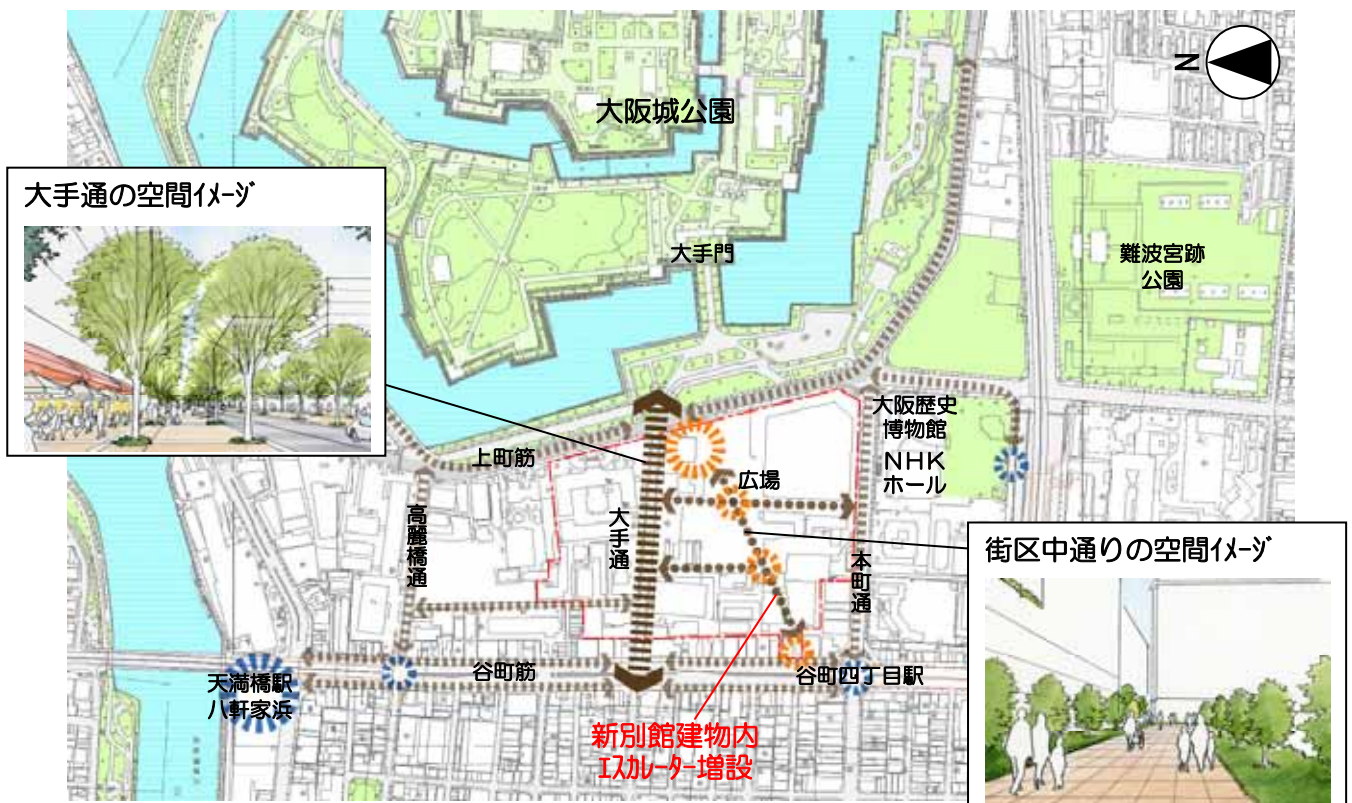 N
大阪城公園
大手通の空間ｲﾒｰｼﾞ
大手門
難波宮跡
公園
大阪歴史
博物館
NHK
ホール
上町筋
広場
高麗橋通
大手通
本町通
街区中通りの空間ｲﾒｰｼﾞ
谷町筋
谷町四丁目駅
天満橋駅
八軒家浜
新別館建物内
ｴｽｶﾚｰﾀｰ増設